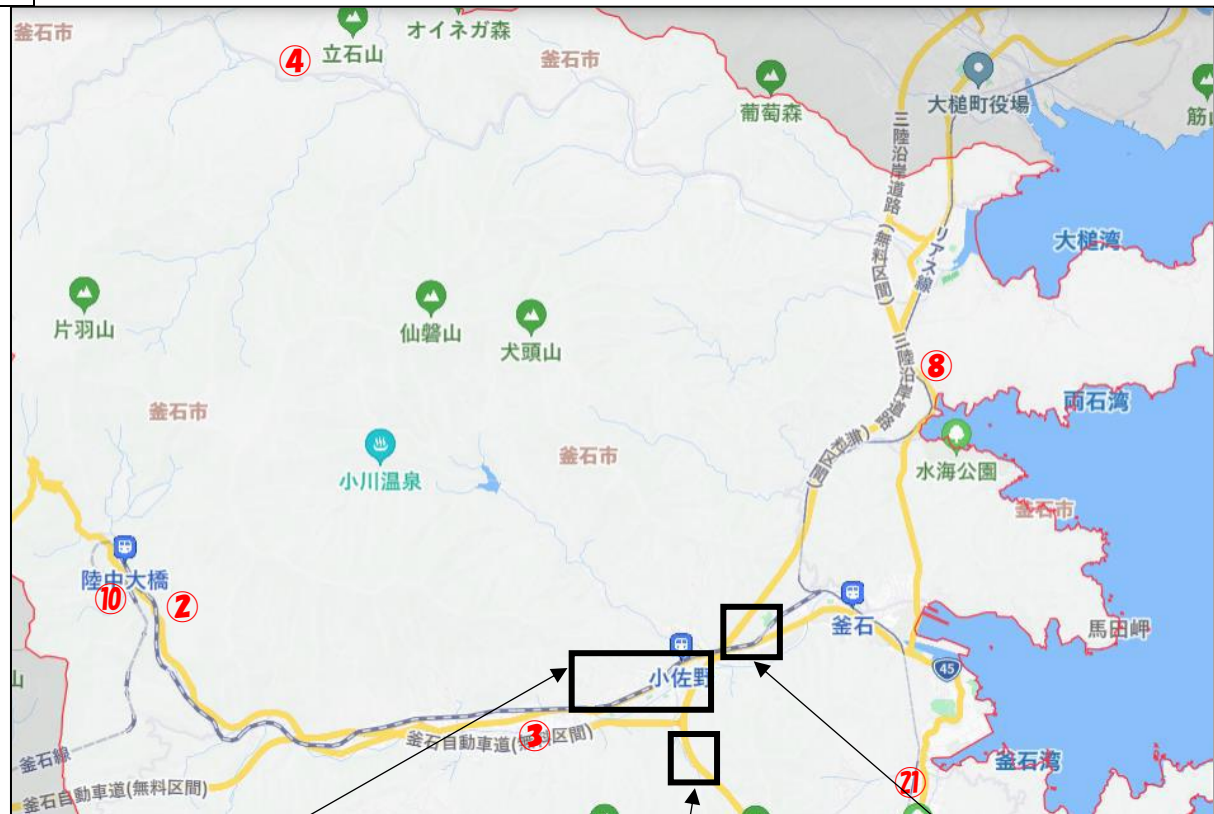 釜石市
④
立石山
オイネガ森
釜石市
葡萄森
大槌町役場
三陸沿岸道路(無料区間)
リアス線
大槌湾
片羽山
仙磐山
犬頭山
三陸沿岸道路(無料区間)
⑧
両石湾
水海公園
釜石市
小川温泉
釜石市
釜石市
陸中大橋
⑩
②
釜石
馬田岬
小佐野
45
釜石線
③
釜石自動車道(無料区間)
釜石自動車道(無料区間)
㉑
釜石湾